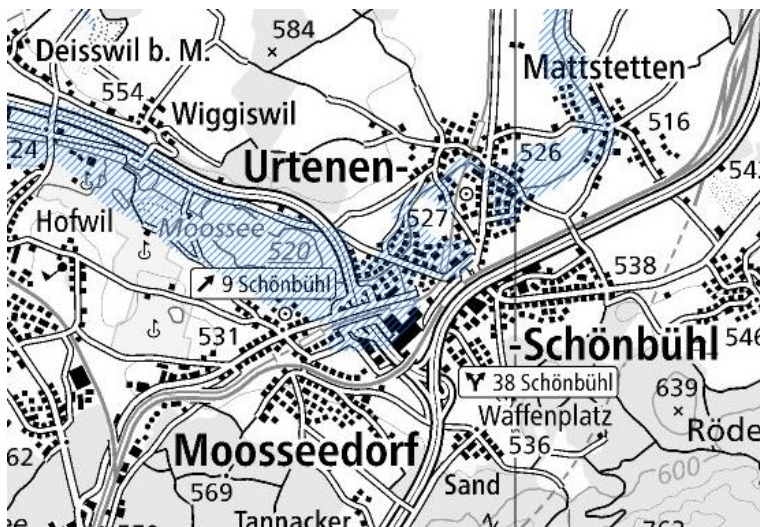 584
Deisswil b. M.
Mattstetten
554
Wiggiswil
516
24
526
Urtenen-
542
527
Hofwil
Moossee
520
538
↗ 9 Schönbühl
531
546
-Schönbühl
38 Schönbühl
639
Waffenplatz
Röde
Moosseedorf
536
62
600
569
Sand
Tannacker